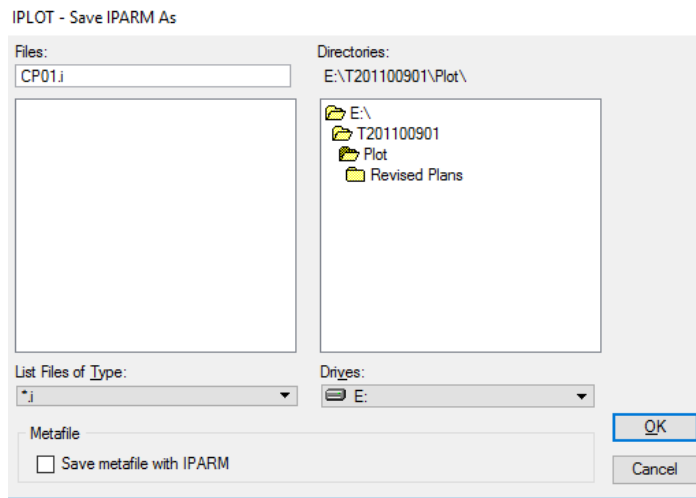 IPLOT - Save IPARM As
Files:
Directories:
CP01.i
E:\T201100901\Plot\
E:\
T201100901
Plot
Revised Plans
List Files of Type:
Drives:
*.i
E:
Metafile
OK
Save metafile with IPARM
Cancel